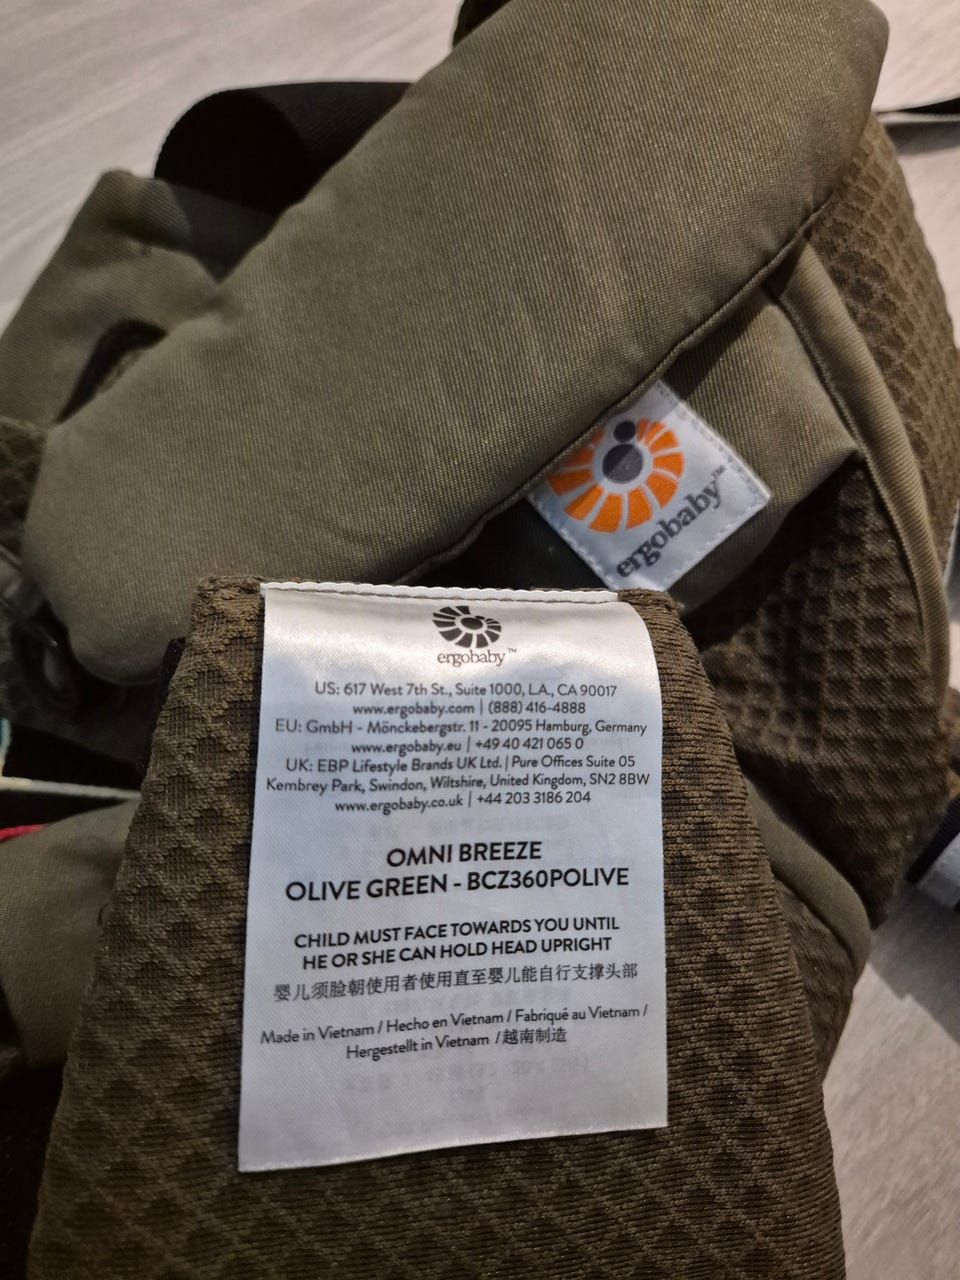 ergobaby™
ergobaby™
US: 617 West 7th St., Suite 1000, L.A., CA 90017
www.ergobaby.com | (888) 416-4888
EU: GmbH - Mönckebergstr. 11 - 20095 Hamburg, Germany
www.ergobaby.eu | +49 40 421 065 0
UK: EBP Lifestyle Brands UK Ltd. | Pure Offices Suite 05
Kembrey Park, Swindon, Wiltshire, United Kingdom, SN2 8BW
www.ergobaby.co.uk | +44 203 3186 204
OMNI BREEZE
OLIVE GREEN - BCZ360POLIVE
CHILD MUST FACE TOWARDS YOU UNTIL
HE OR SHE CAN HOLD HEAD UPRIGHT
婴儿须脸朝使用者使用直至婴儿能自行支撑头部
Made in Vietnam / Hecho en Vietnam / Fabriqué au Vietnam /
Hergestellt in Vietnam /越南制造